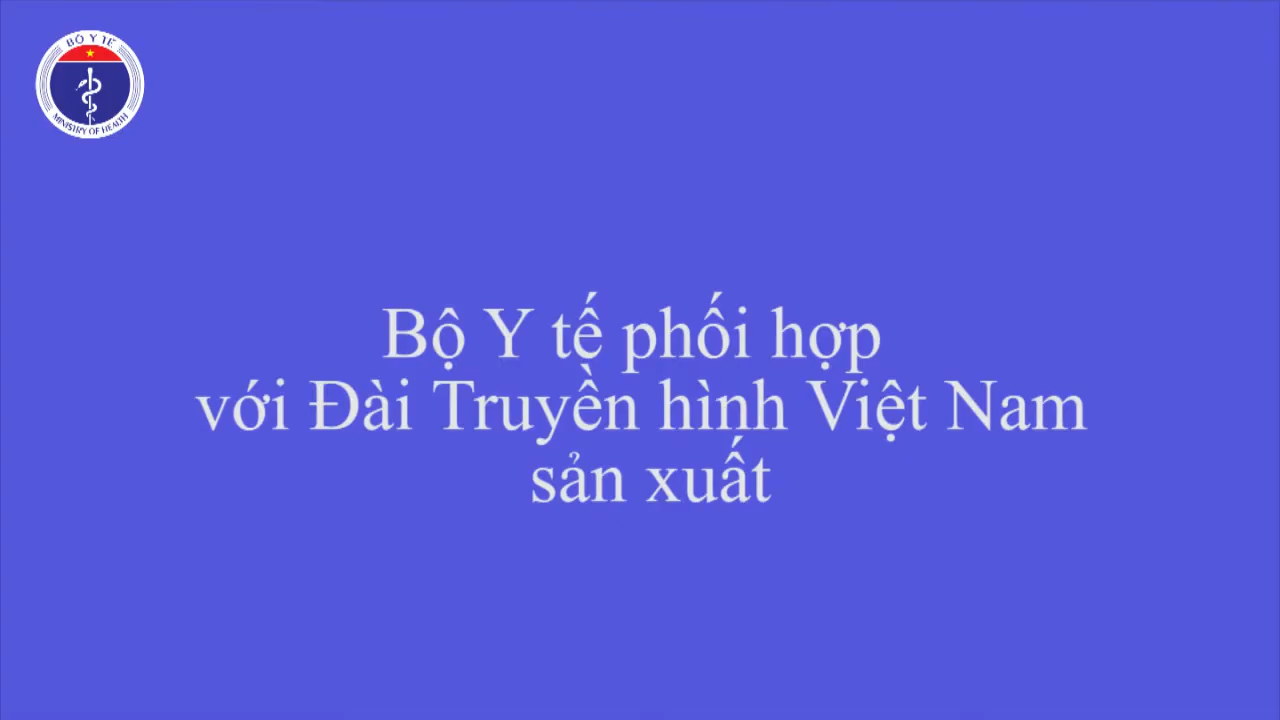 BỘ Y TẾ
MINISTRY OF HEALTH
Bộ Y tế phối hợp
với Đài Truyền hình Việt Nam
sản xuất